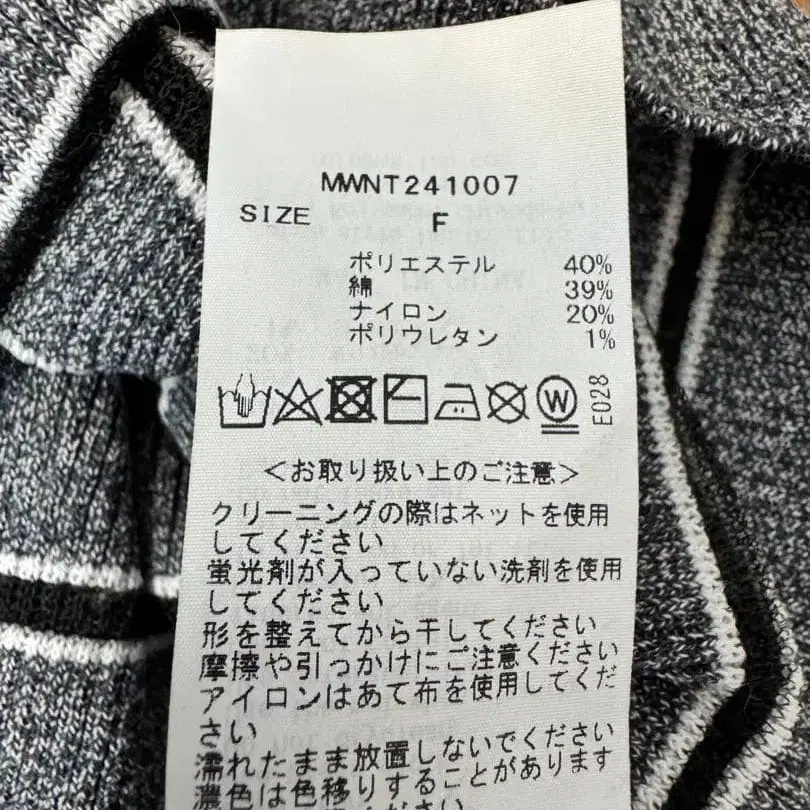 MWNT241007
SIZE F
ポリエステル 40%
綿 39%
ナイロン 20%
ポリウレタン 1%
W
E028
<お取り扱い上のご注意>
クリーニングの際はネットを使用
してください
蛍光剤が入っていない洗剤を使用
してください
形を整えてから干してください
摩擦や引っかけにご注意ください
アイロンはあて布を使用してくだ
さい
濡れたまま放置しないでください
濃色は色移りすることがあります
ください